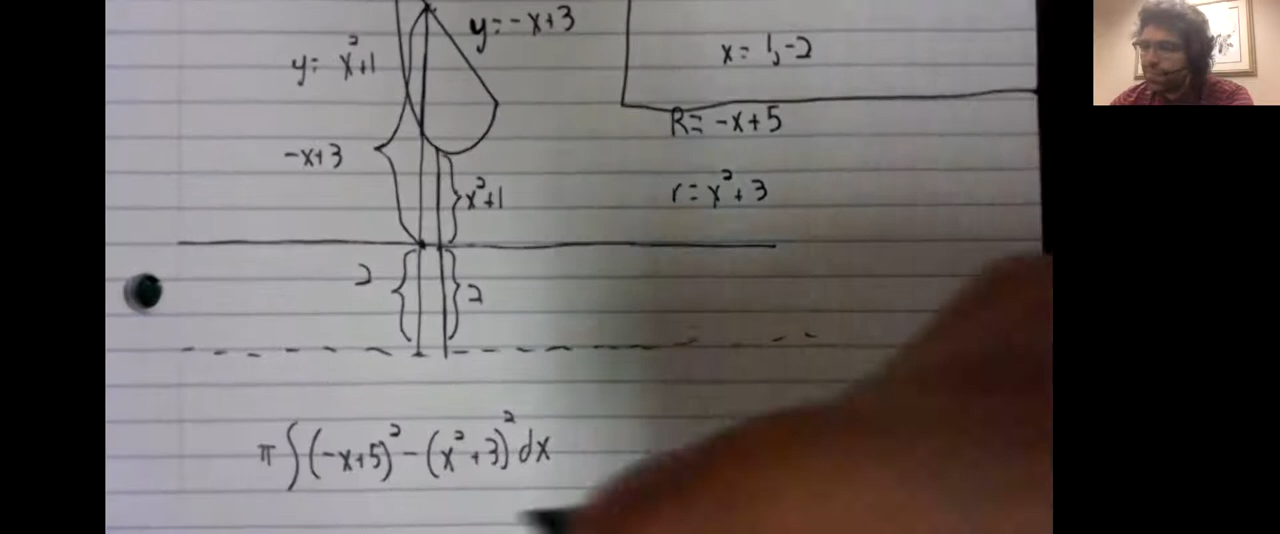 y = -x+3
y = x²+1
x = 1, -2
R = -x+5
-x+3
x²+1
r = x²+3
2
2
π∫(-x+5)² - (x²+3)² dx